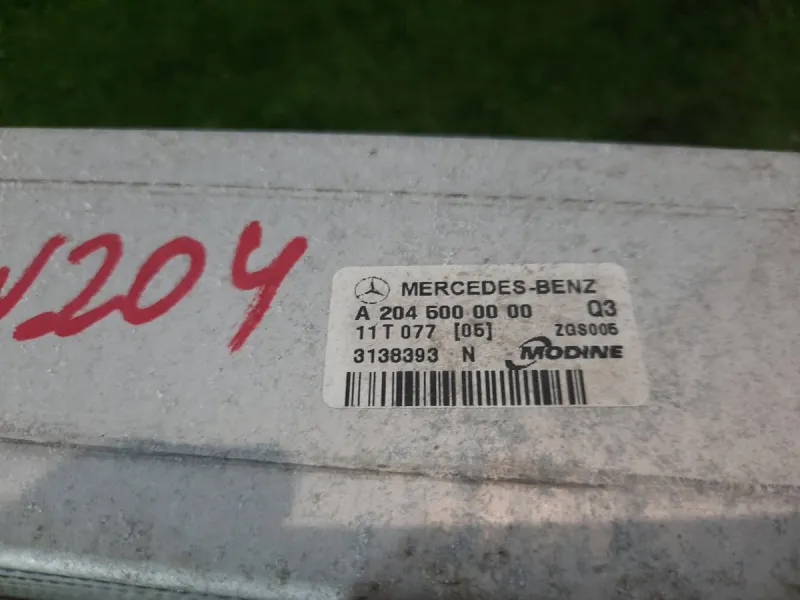 W204
MERCEDES-BENZ
A 204 500 00 00 Q3
11T 077 [05] ZGS005
3138393 N MODINE